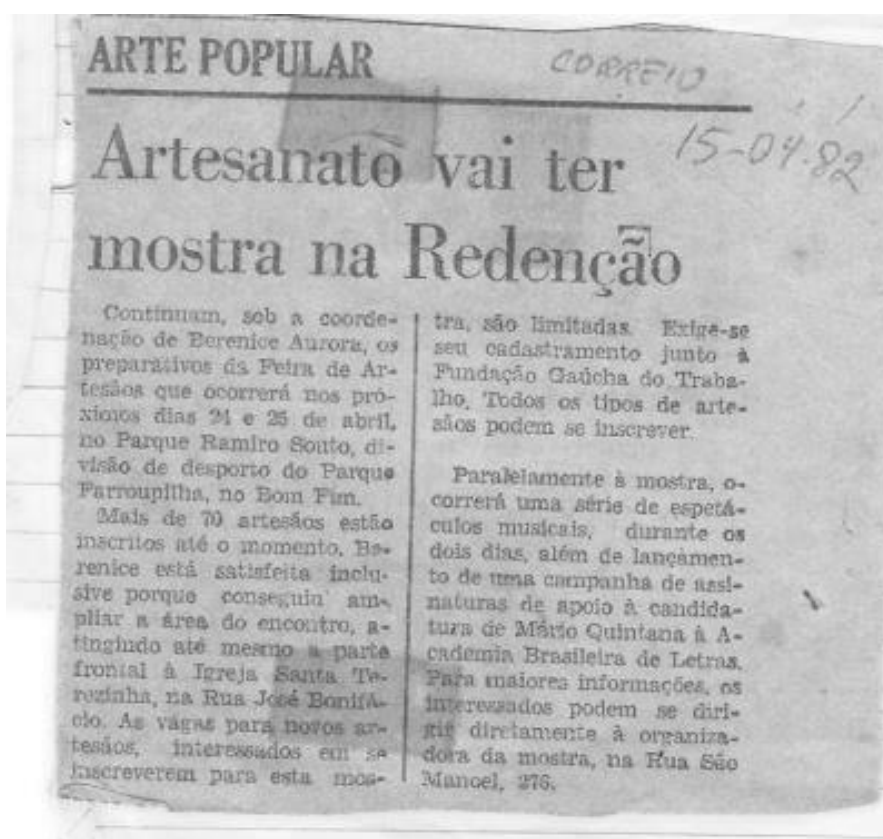 ARTE POPULAR
CORREIO
15-04-82
Artesanato vai ter
mostra na Redenção
Continuam, sob a coorde-
nação de Berenice Aurora, os
preparativos da Feira de Ar-
tesãos que ocorrerá nos pró-
ximos dias 24 e 25 de abril,
no Parque Ramiro Souto, di-
visão de desporto do Parque
Farroupilha, no Bom Fim.
Mais de 70 artesãos estão
inscritos até o momento. Be-
renice está satisfeita inclu-
sive porque conseguiu am-
pliar a área do encontro, a-
tingindo até mesmo a parte
frontal à Igreja Santa Te-
rezinha, na Rua José Bonifá-
cio. As vagas para novos ar-
tesãos, interessados em se
inscreverem para esta mos-
tra, são limitadas. Exige-se
seu cadastramento junto à
Fundação Gaúcha do Traba-
lho. Todos os tipos de arte-
sãos podem se inscrever.
Paralelamente à mostra, o-
correrá uma série de espetá-
culos musicais, durante os
dois dias, além de lançamen-
to de uma campanha de assi-
naturas de apoio à candida-
tura de Mário Quintana à A-
cademia Brasileira de Letras.
Para maiores informações, os
interessados podem se diri-
gir diretamente à organiza-
dora da mostra, na Rua São
Manoel, 276.